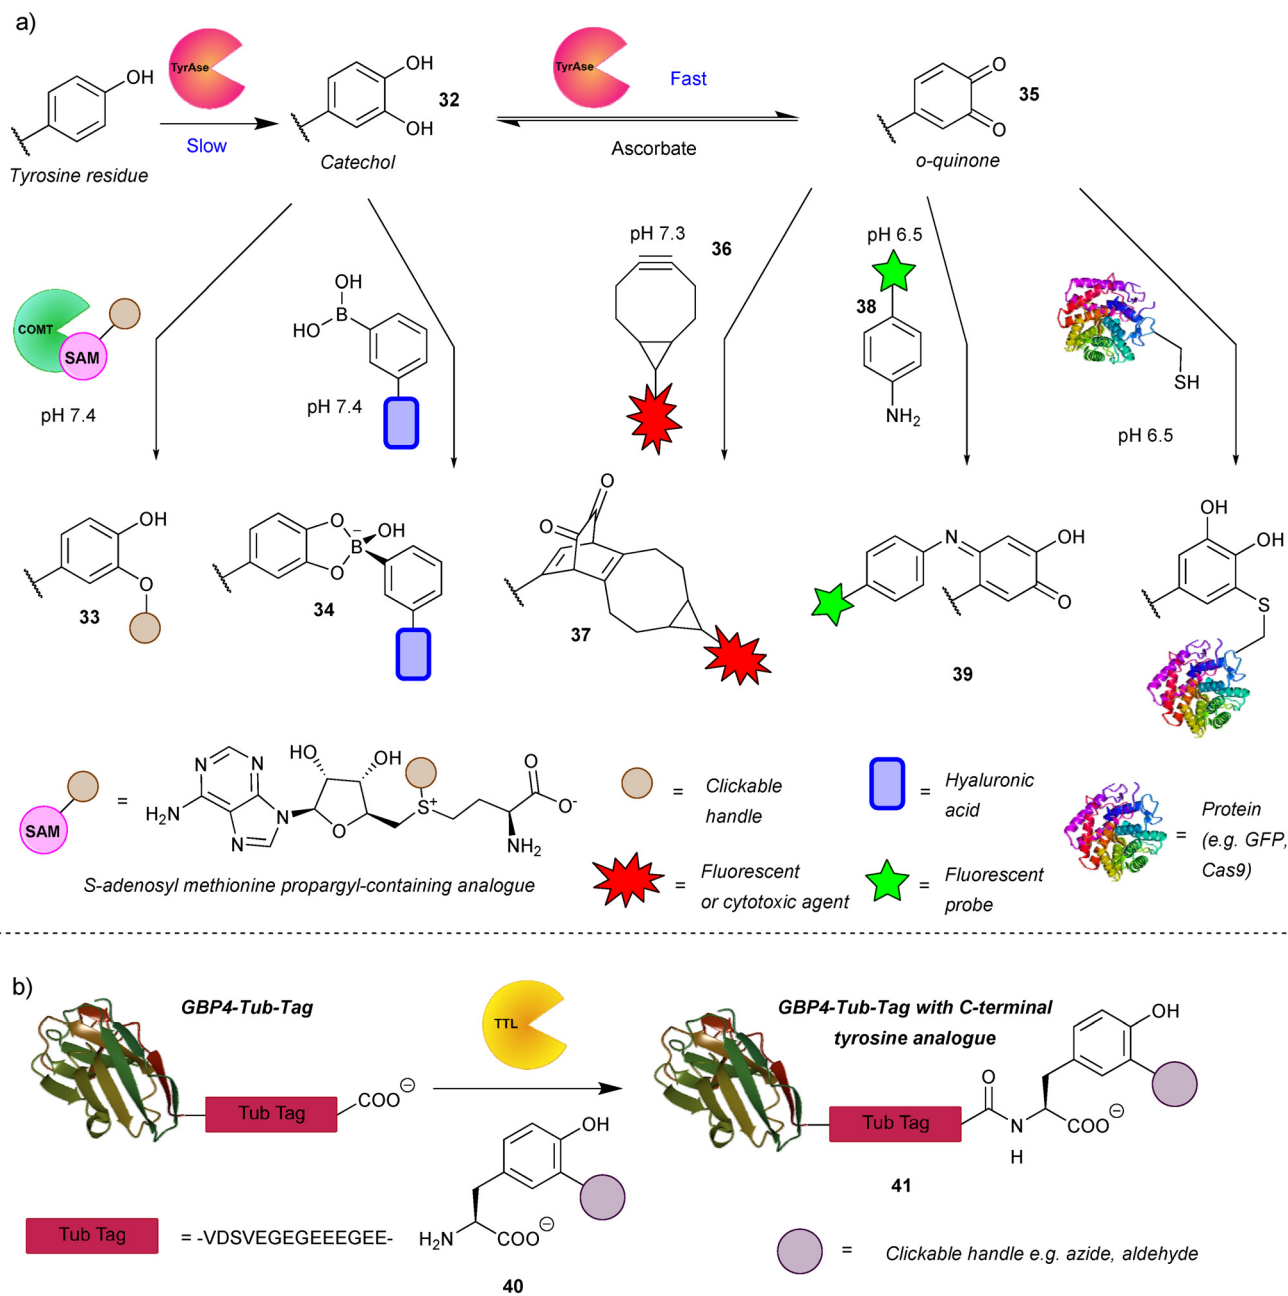 a)
OH
TyrAse
OH
OH
32
TyrAse
Fast
O
O
35
Slow
Ascorbate
Tyrosine residue
Catechol
o-quinone
COMT
SAM
pH 7.4
OH
HO
B
pH 7.4
pH 7.3
36
pH 6.5
38
NH2
SH
pH 6.5
OH
O
33
O
O
B
−
OH
34
O
O
37
N
OH
O
39
OH
OH
S
SAM
=
NH2
N
N
N
N
N
HO
OH
O
S+
O
O-
NH2
S-adenosyl methionine propargyl-containing analogue
= Clickable
handle
= Hyaluronic
acid
= Fluorescent
or cytotoxic agent
= Fluorescent
probe
= Protein
(e.g. GFP,
Cas9)
b)
GBP4-Tub-Tag
Tub Tag
COO⊖
TTL
GBP4-Tub-Tag with C-terminal
tyrosine analogue
OH
Tub Tag
O
N
H
COO⊖
41
OH
H2N
COO⊖
40
Tub Tag
= -VDSVEGEGEEEGEE-
= Clickable handle e.g. azide, aldehyde